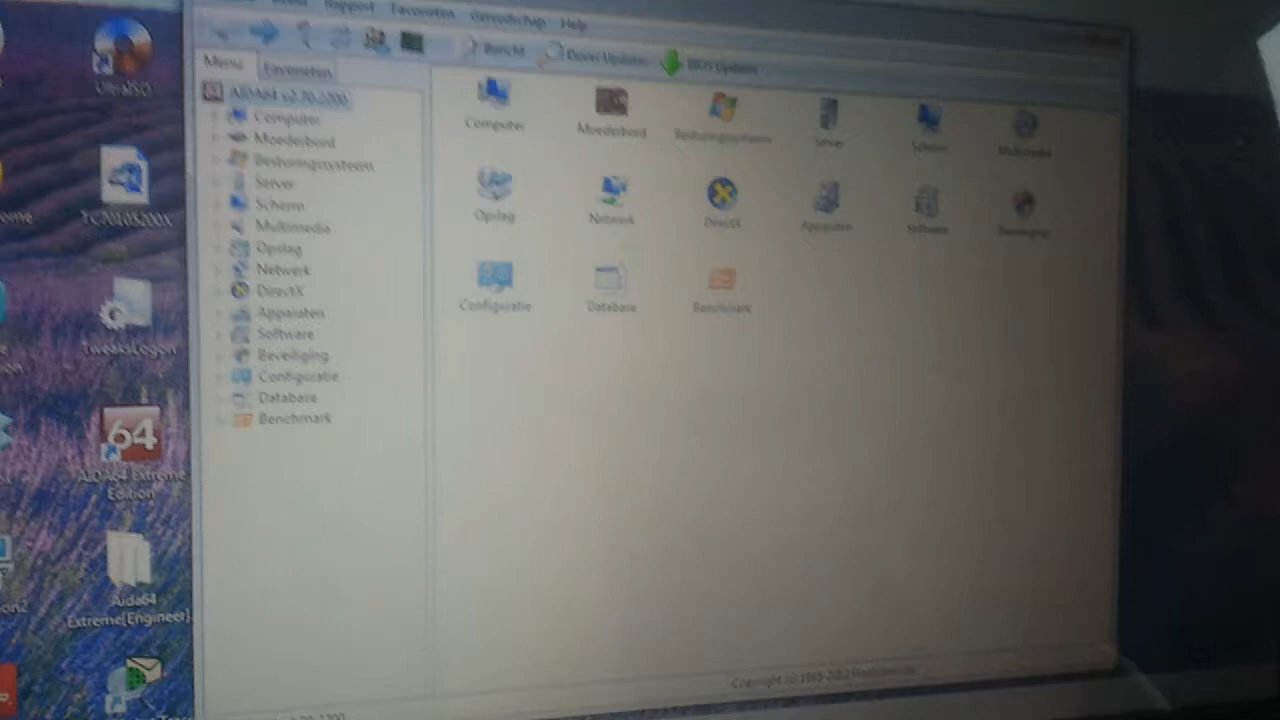 Rapport Favorieten Gereedschap Help
Bericht Driver Updates BIOS Updates
Menu Favorieten
AIDA64 v2.70.2200
Computer
Moederbord
Besturingssysteem
Server
Scherm
Multimedia
Opslag
Netwerk
DirectX
Apparaten
Software
Beveiliging
Configuratie
Database
Benchmark
Computer Moederbord Besturingssysteem Server Scherm Multimedia
Opslag Netwerk DirectX Apparaten Software Beveiliging
Configuratie Database Benchmark
UltraISO
TweaksLogon
64
AIDA64 Extreme
Edition
Aida64
Extreme[Engineer]